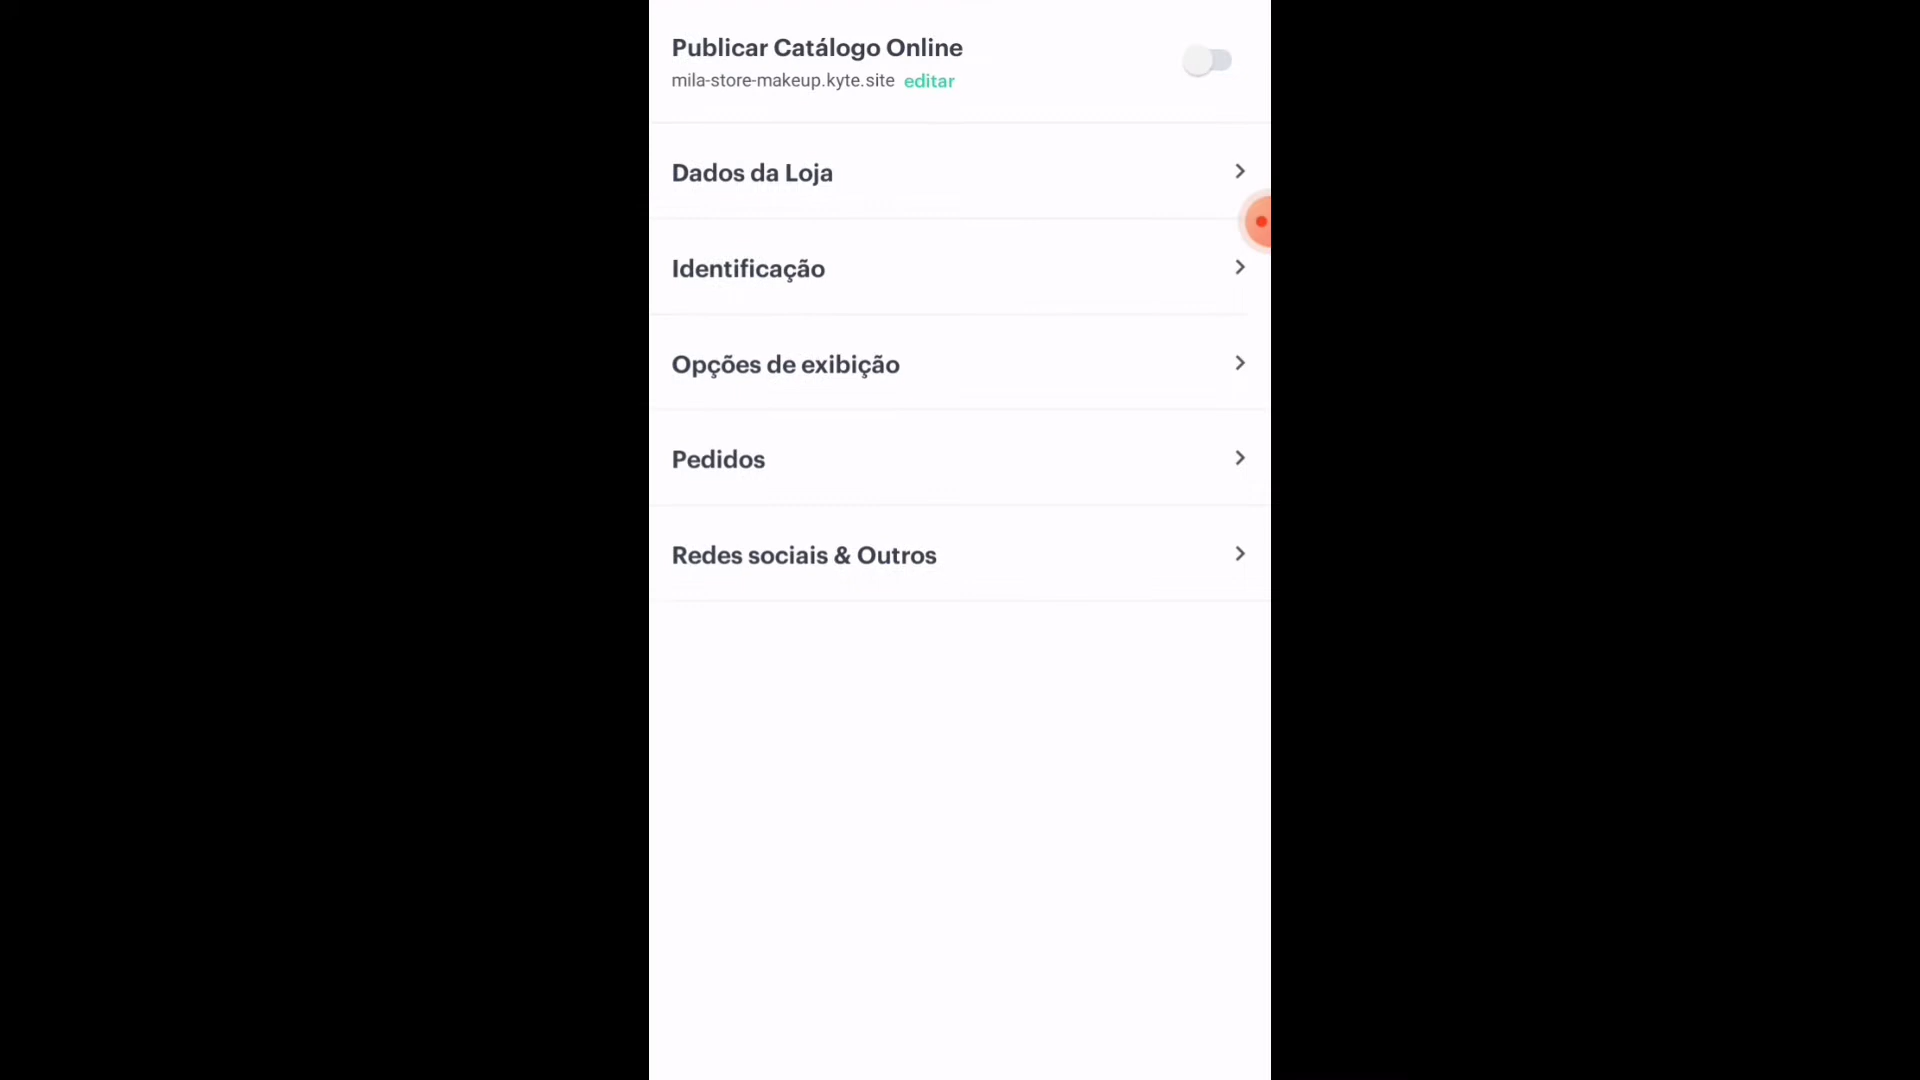 Publicar Catálogo Online
mila-store-makeup.kyte.site editar
Dados da Loja
Identificação
Opções de exibição
Pedidos
Redes sociais & Outros